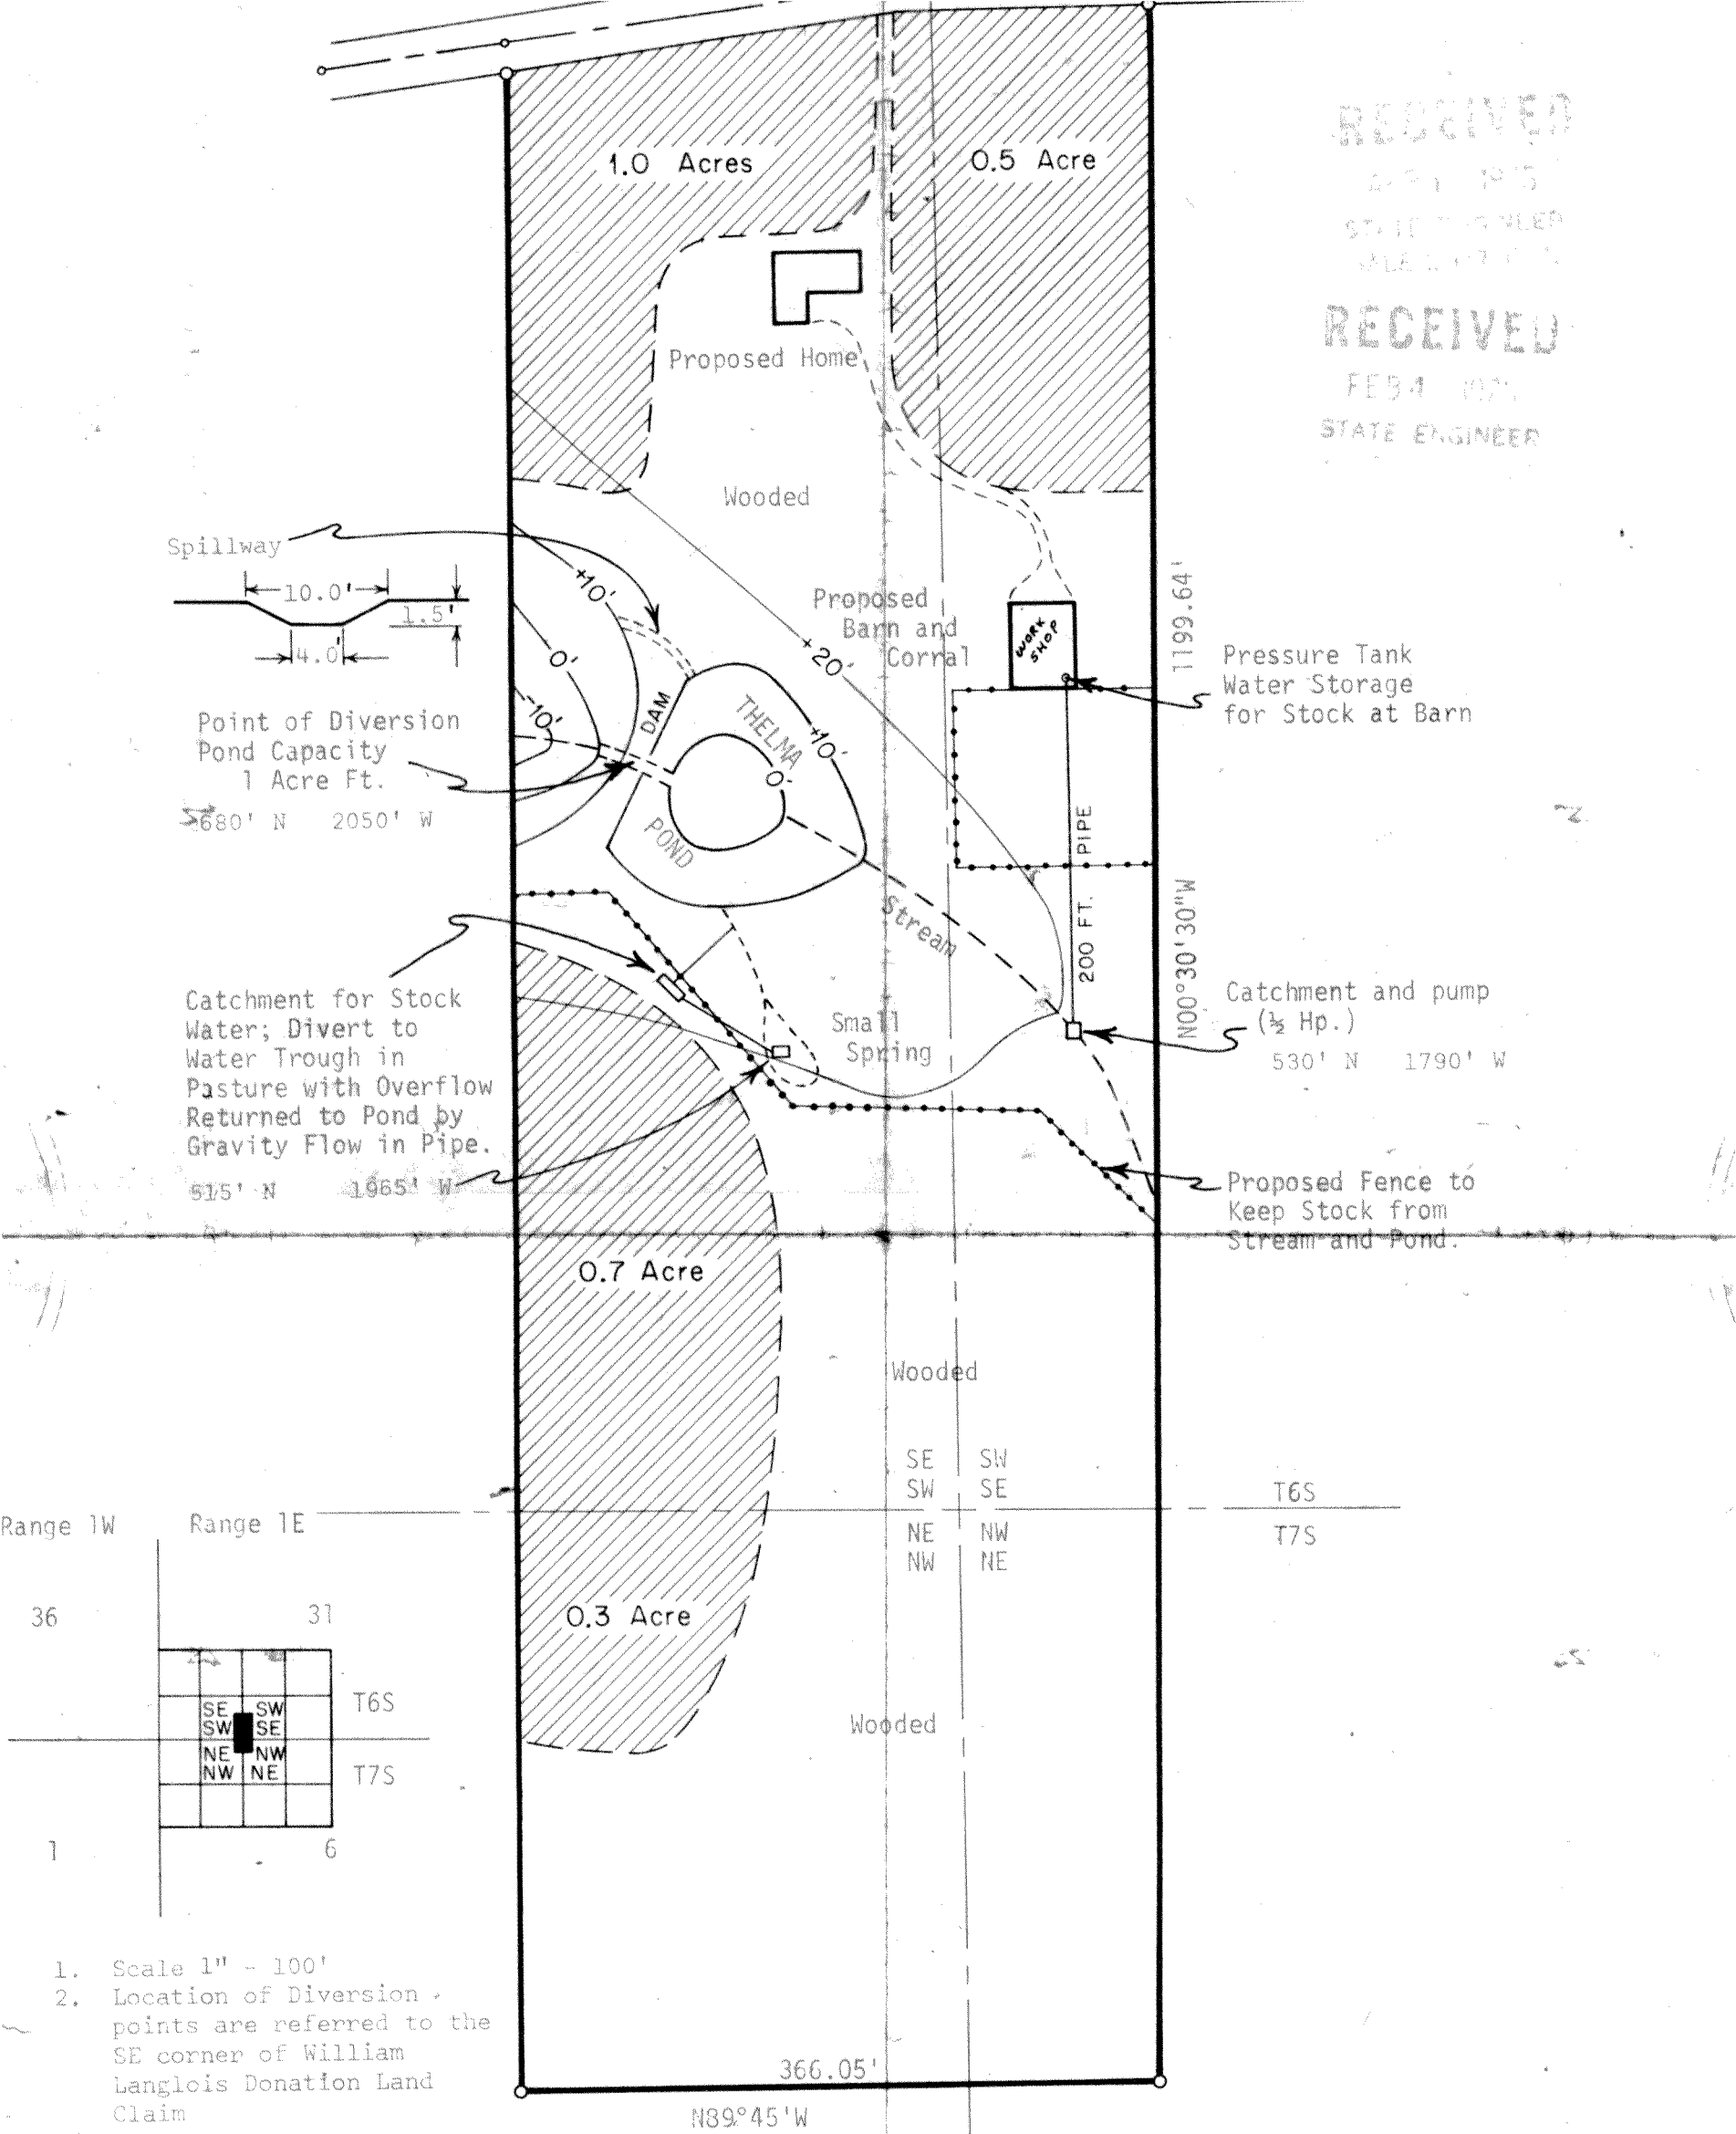 1.0 Acres
0.5 Acre
RECEIVED
RECEIVED
FEB 4
STATE ENGINEER
Proposed Home
Wooded
Spillway
10.0'
1.5'
4.0'
+10'
0'
-10'
+20'
Proposed
Barn and
Corral
WORK
SHOP
1199.64'
Pressure Tank
Water Storage
for Stock at Barn
Point of Diversion
Pond Capacity
1 Acre Ft.
680' N 2050' W
DAM
THELMA
POND
+10'
0'
200 FT. PIPE
Stream
N00°30'30"W
Catchment for Stock
Water; Divert to
Water Trough in
Pasture with Overflow
Returned to Pond by
Gravity Flow in Pipe.
515' N 1965' W
Small
Spring
Catchment and pump
(½ Hp.)
530' N 1790' W
Proposed Fence to
Keep Stock from
Stream and Pond.
0.7 Acre
Wooded
SE SW
SW SE
T6S
NE NW
NW NE
T7S
Range 1W Range 1E
0.3 Acre
36 31
SE SW
SW SE
T6S
NE NW
NW NE
T7S
1 6
Wooded
1. Scale 1" - 100'
2. Location of Diversion
points are referred to the
SE corner of William
Langlois Donation Land
Claim
366.05'
N89°45'W